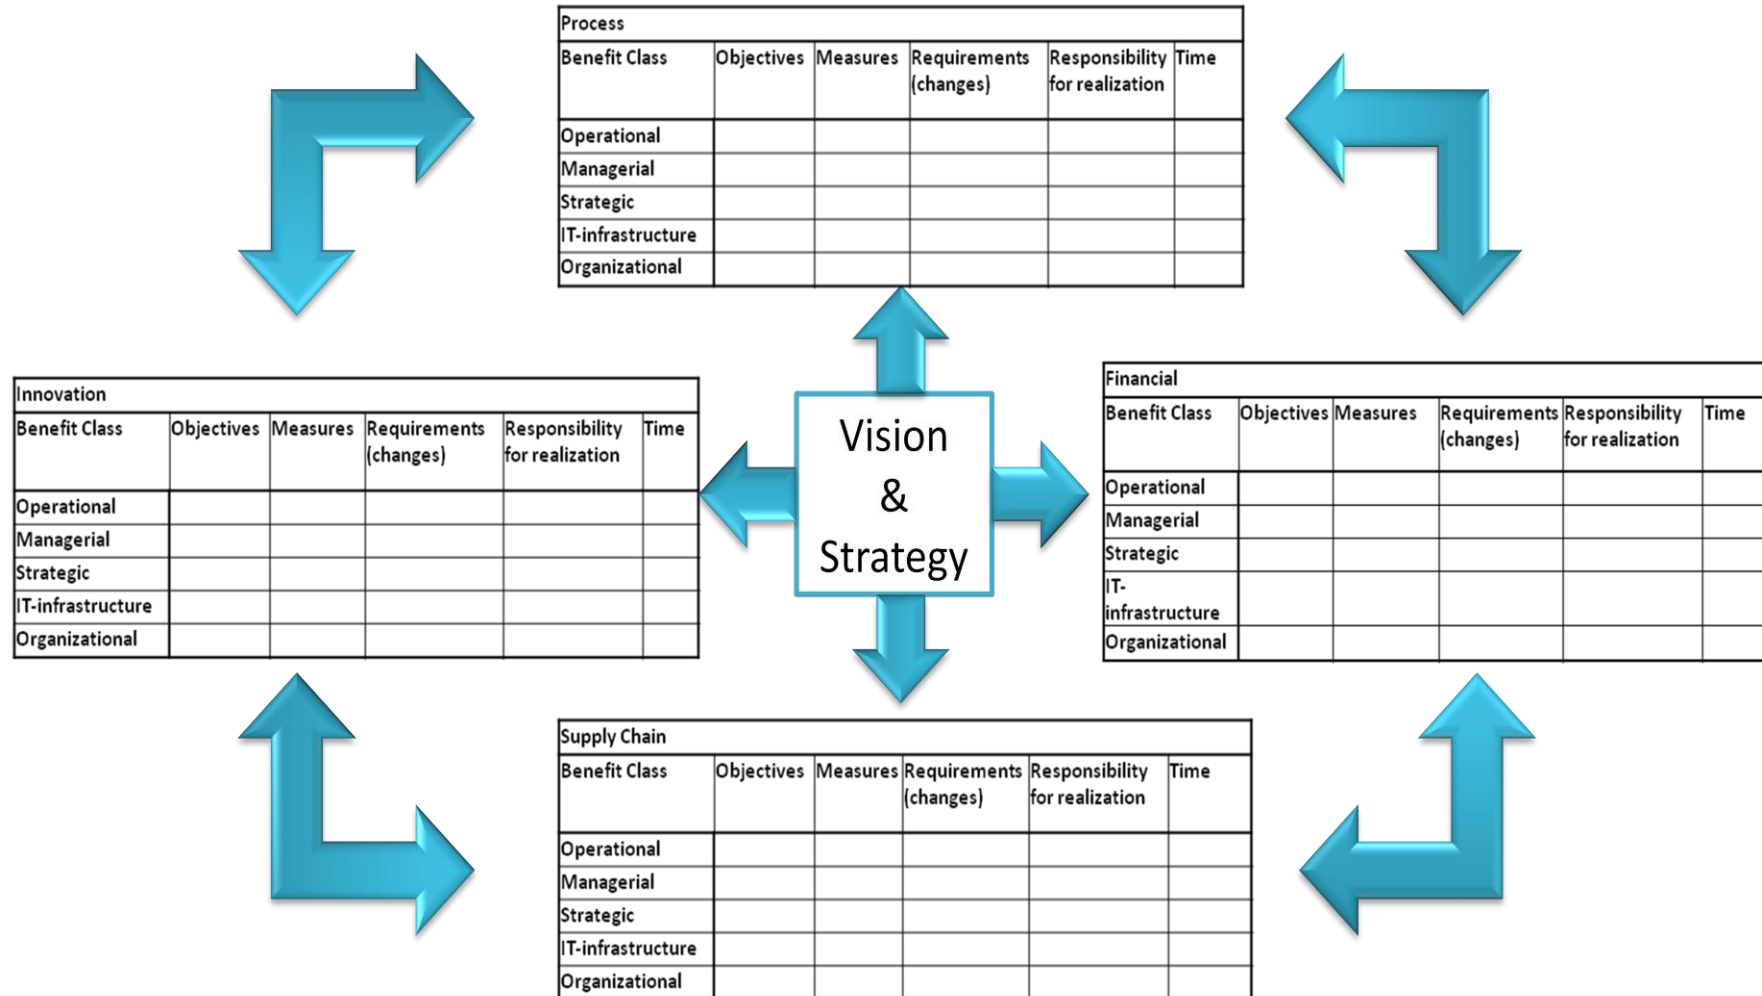 Process
Benefit Class Objectives Measures Requirements (changes) Responsibility for realization Time
Operational
Managerial
Strategic
IT-infrastructure
Organizational
Innovation
Benefit Class Objectives Measures Requirements (changes) Responsibility for realization Time
Operational
Managerial
Strategic
IT-infrastructure
Organizational
Vision
&
Strategy
Financial
Benefit Class Objectives Measures Requirements (changes) Responsibility for realization Time
Operational
Managerial
Strategic
IT-
infrastructure
Organizational
Supply Chain
Benefit Class Objectives Measures Requirements (changes) Responsibility for realization Time
Operational
Managerial
Strategic
IT-infrastructure
Organizational